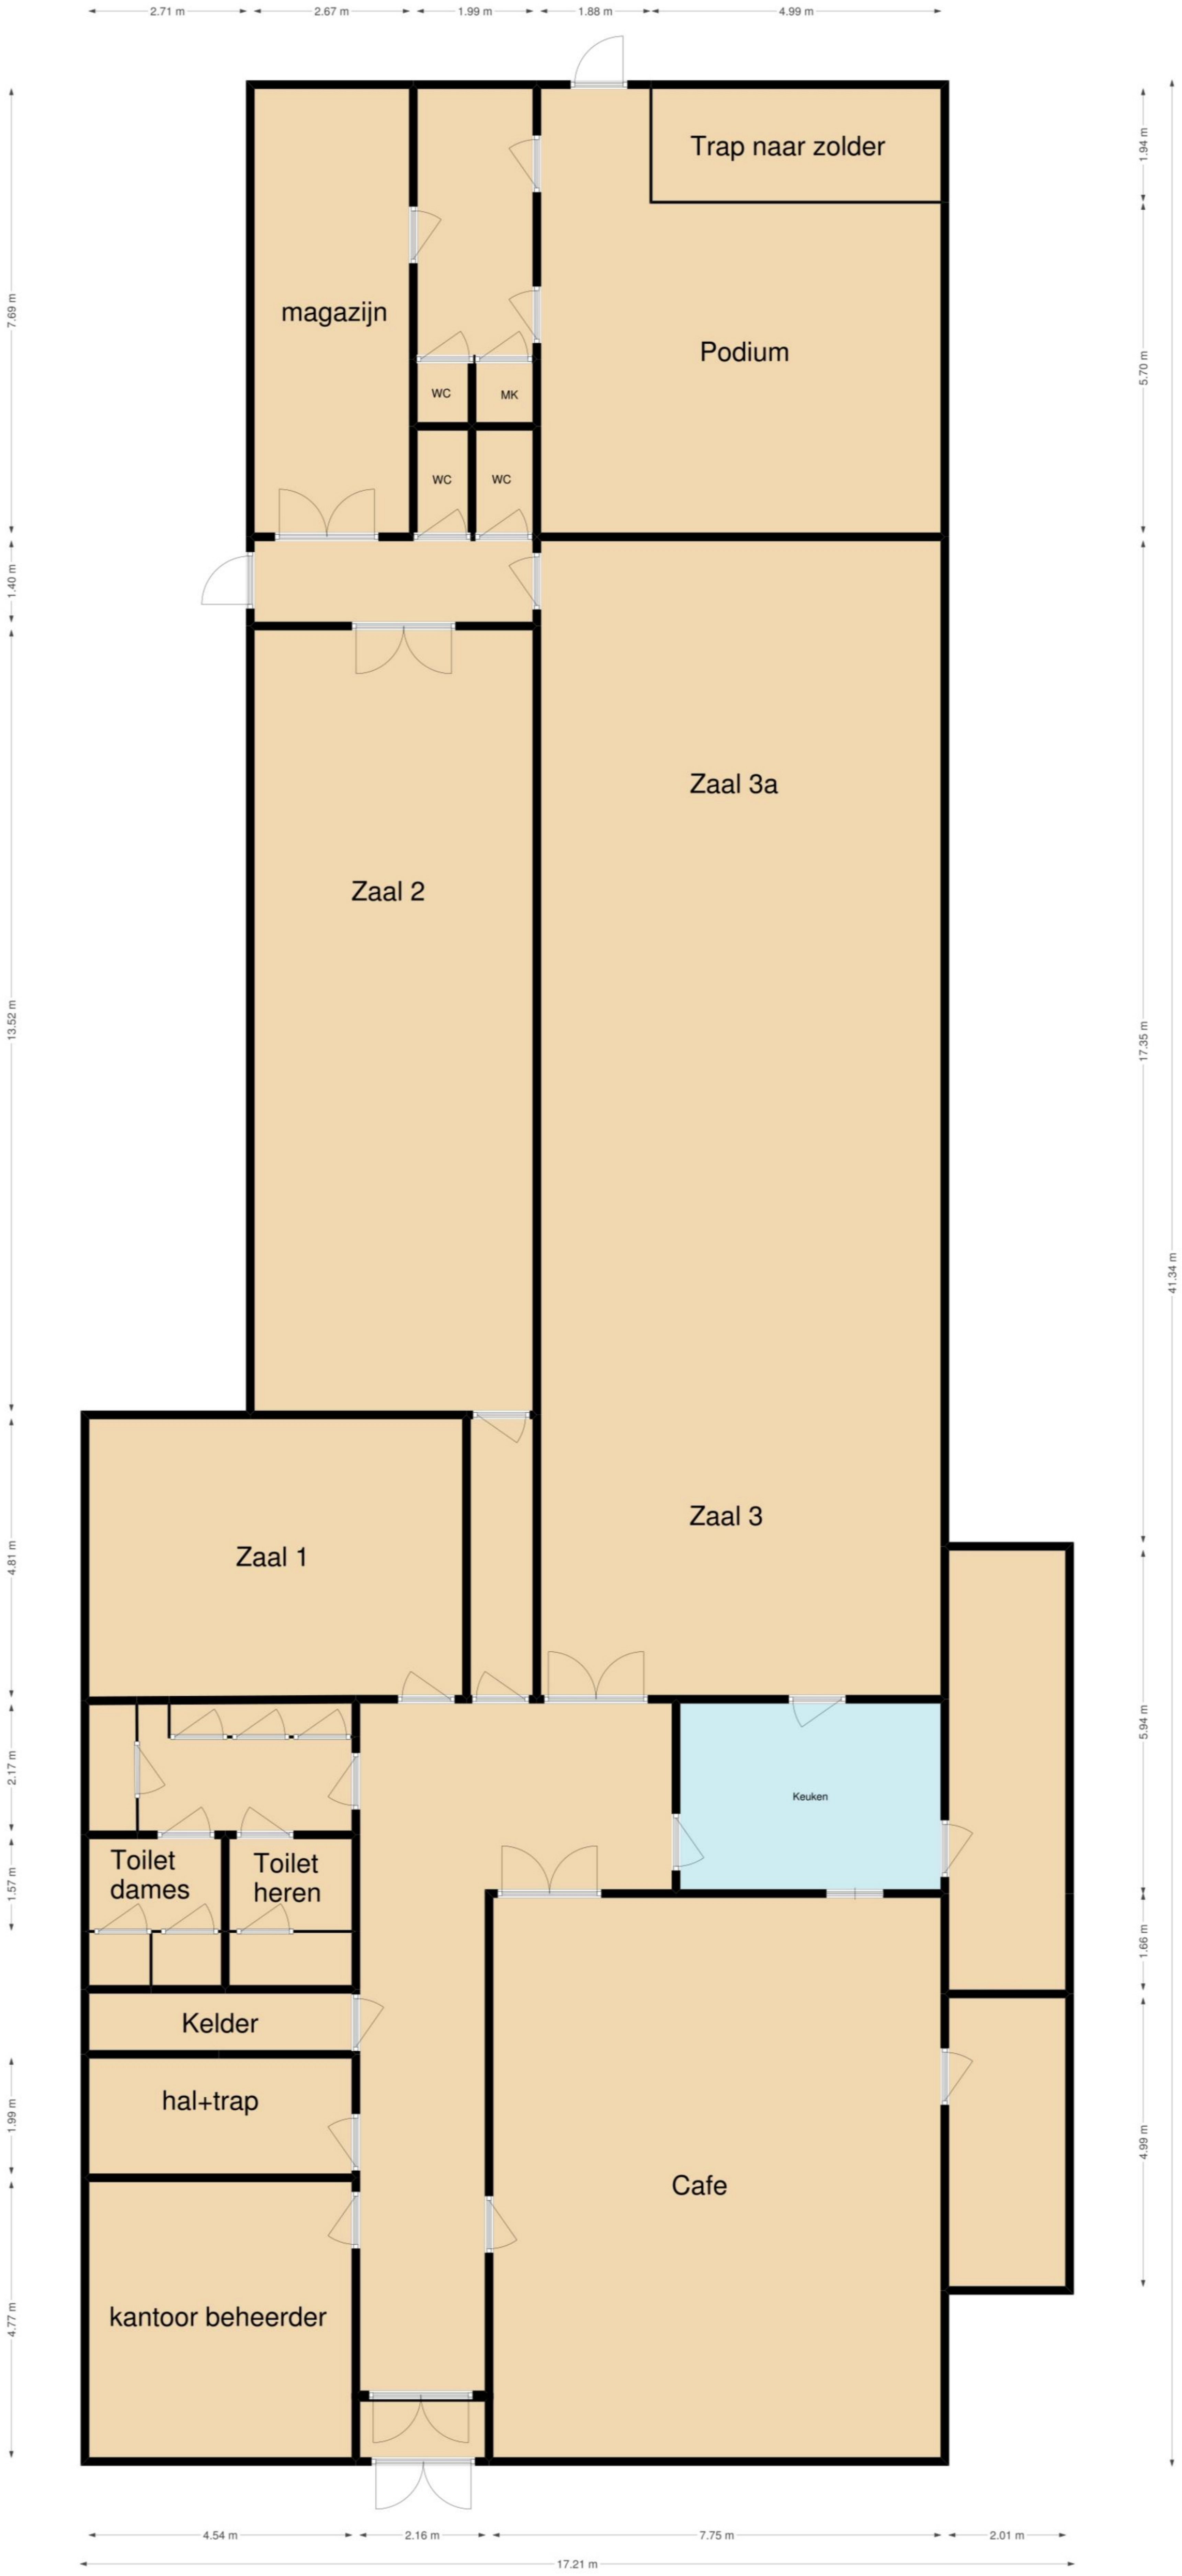 2.71 m
2.67 m
1.99 m
1.88 m
4.99 m
Trap naar zolder
1.94 m
7.69 m
magazijn
Podium
5.70 m
WC
MK
WC
WC
1.40 m
Zaal 3a
Zaal 2
13.52 m
17.35 m
41.34 m
Zaal 3
Zaal 1
4.81 m
5.94 m
2.17 m
Keuken
Toilet
dames
Toilet
heren
1.57 m
1.66 m
Kelder
hal+trap
1.99 m
4.99 m
Cafe
kantoor beheerder
4.77 m
4.54 m
2.16 m
7.75 m
2.01 m
17.21 m